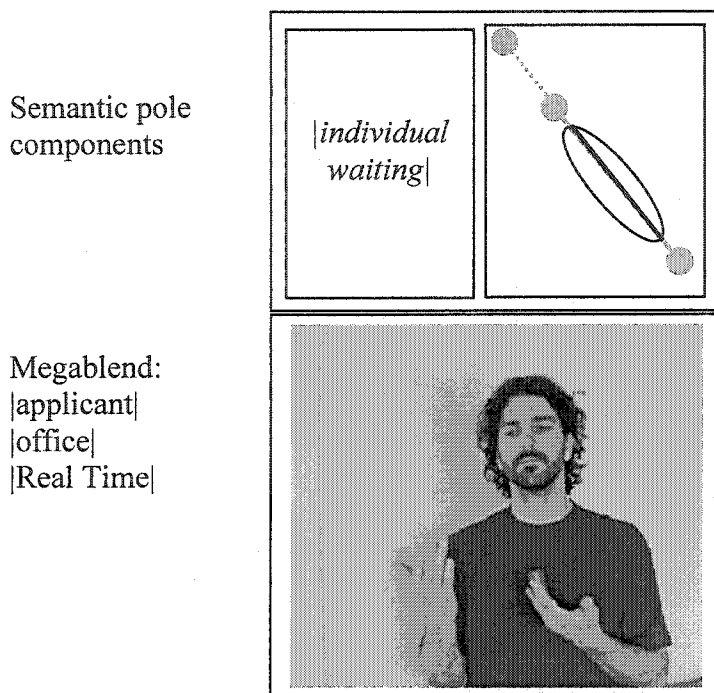 Semantic pole
components
|individual
waiting|
Megablend:
|applicant|
|office|
|Real Time|